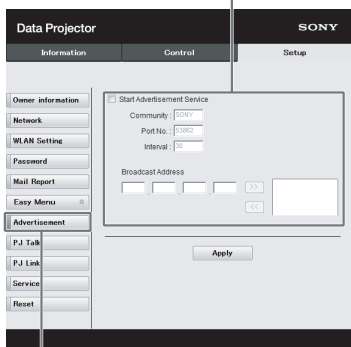 Data Projector
SONY
Information Control Setup
Owner information
Network
WLAN Setting
Password
Mail Report
Easy Menu
Advertisement
PJ Talk
PJ Link
Service
Reset
Start Advertisement Service
Community : SONY
Port No. : 53862
Interval : 30
Broadcast Address
. . .
>>
<<
Apply